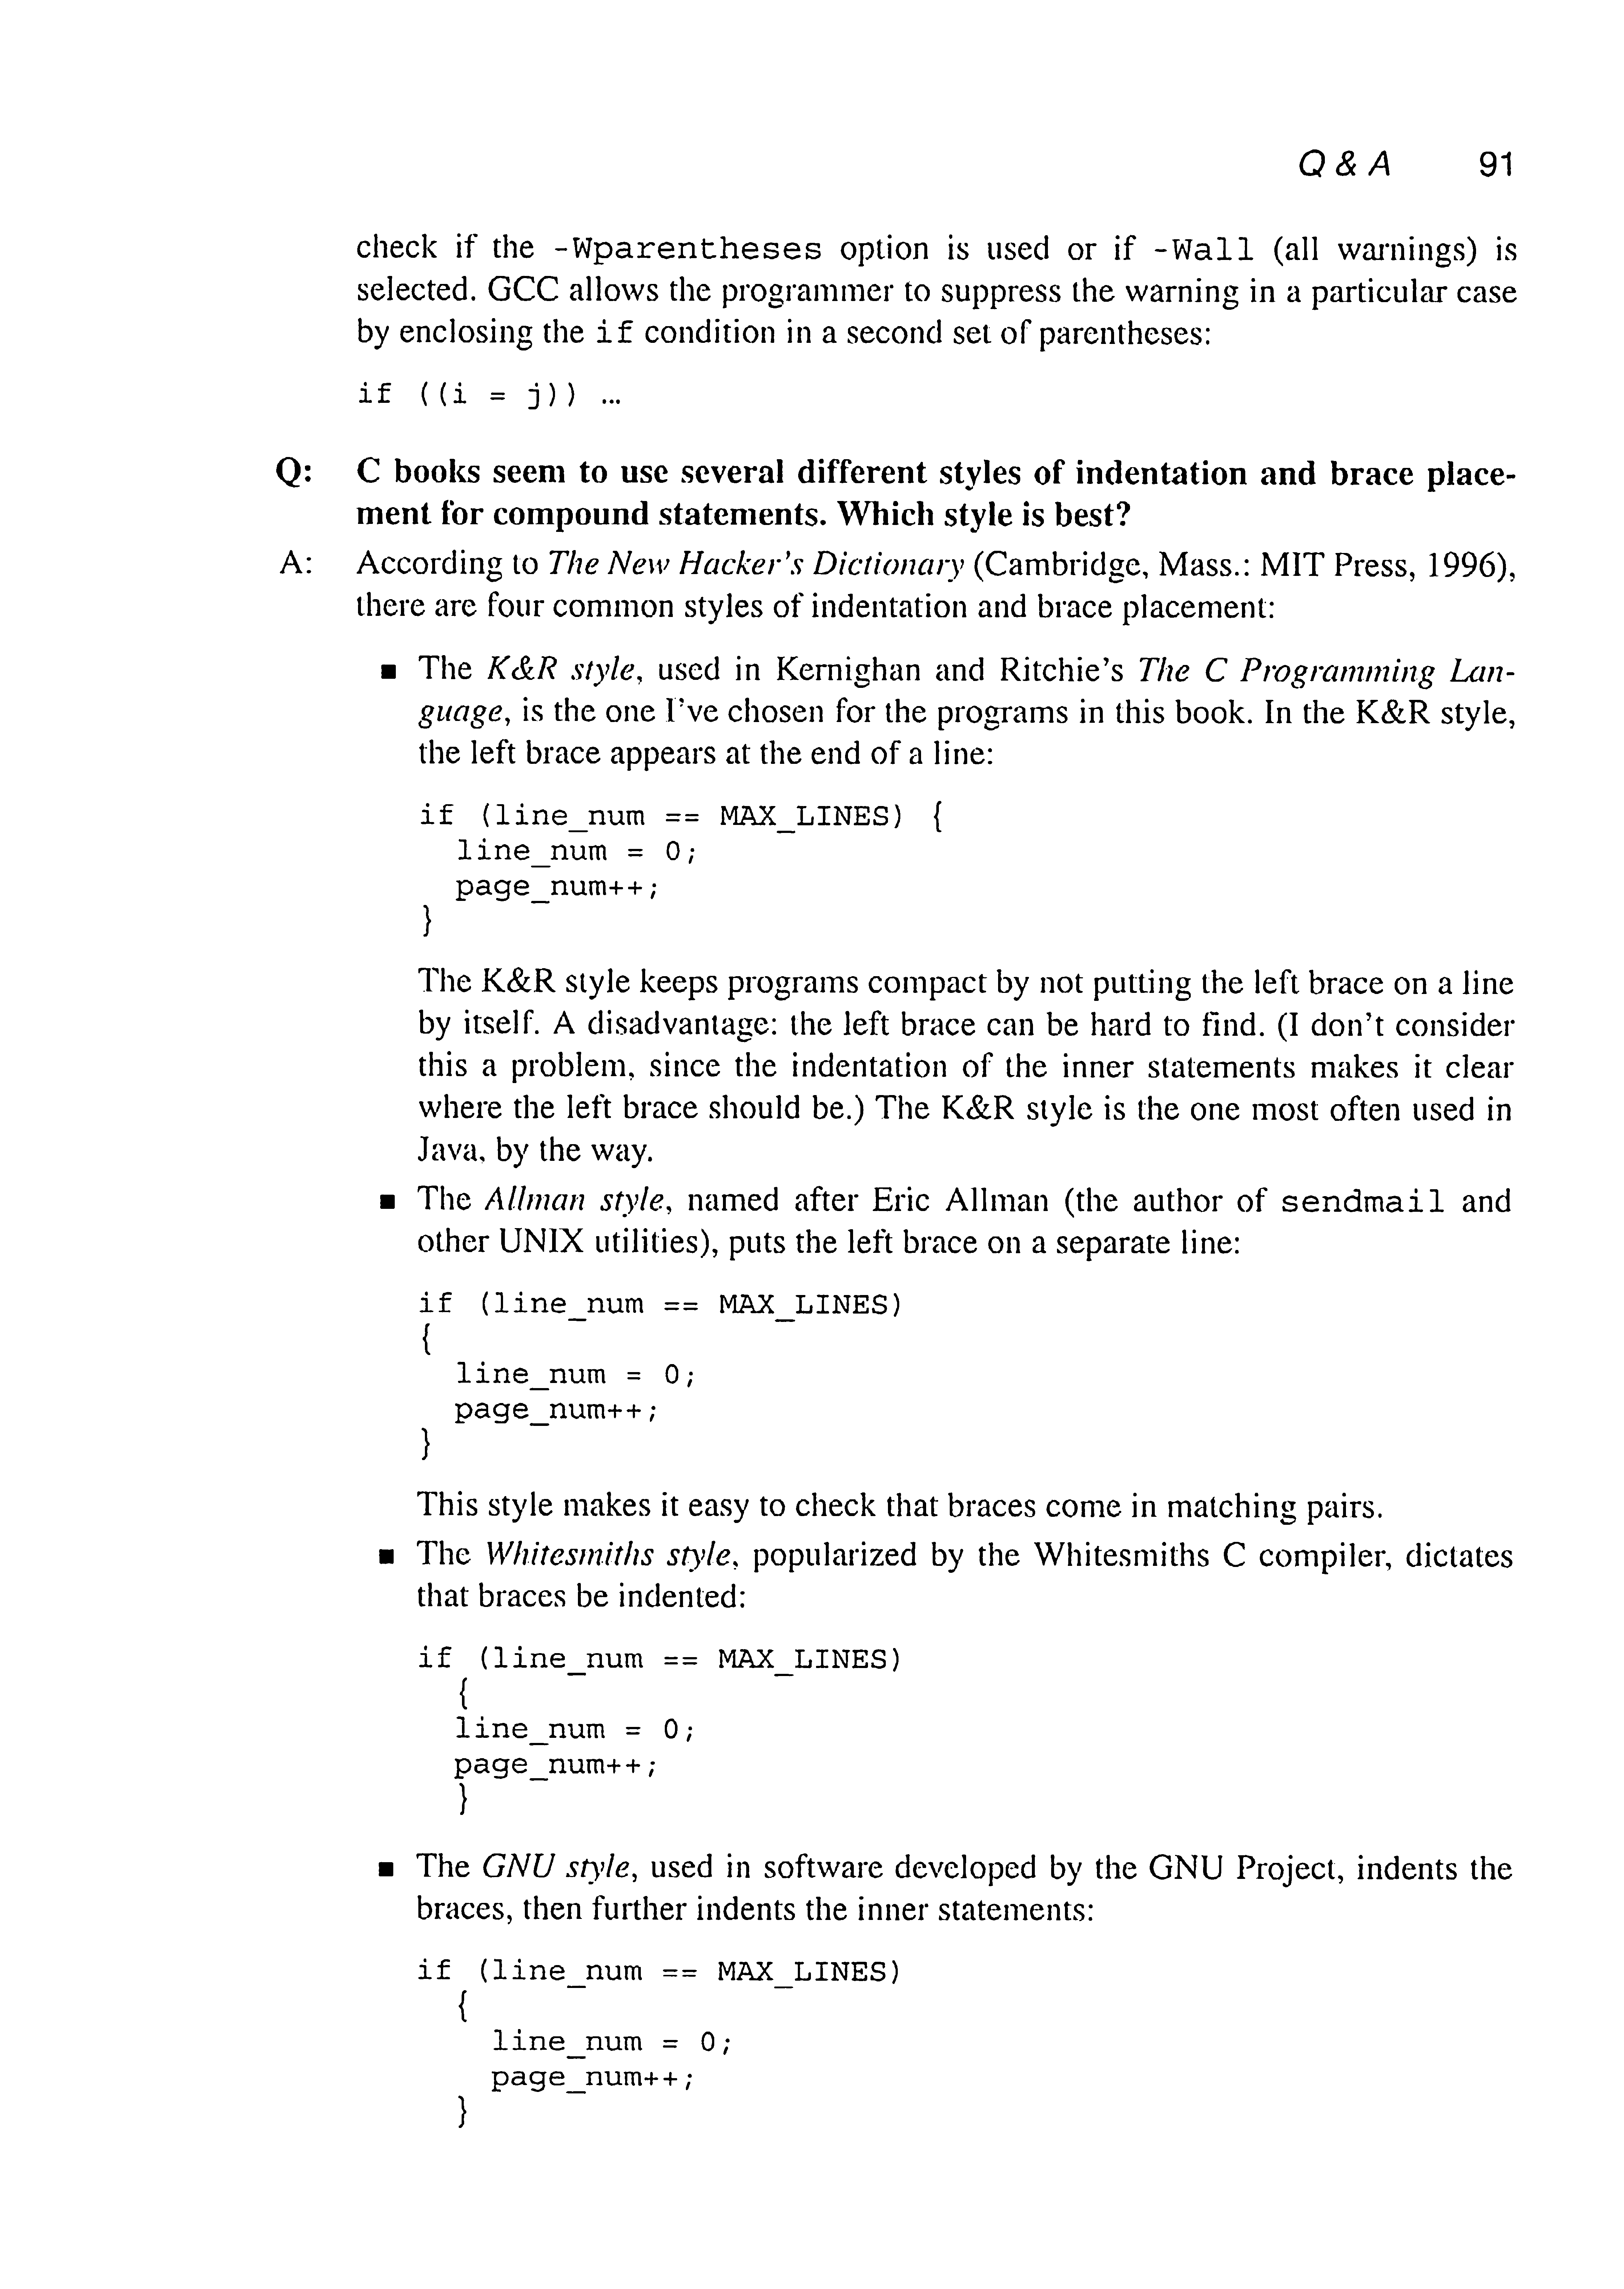 Q & A 91
check if the -Wparentheses option is used or if -Wall (all warnings) is
selected. GCC allows the programmer to suppress the warning in a particular case
by enclosing the if condition in a second set of parentheses:
if ((i = j)) …
Q: C books seem to use several different styles of indentation and brace place-
ment for compound statements. Which style is best?
A: According to The New Hacker's Dictionary (Cambridge, Mass.: MIT Press, 1996),
there are four common styles of indentation and brace placement:
■ The K&R style, used in Kernighan and Ritchie's The C Programming Lan-
guage, is the one I've chosen for the programs in this book. In the K&R style,
the left brace appears at the end of a line:
if (line_num == MAX_LINES) {
  line_num = 0;
  page_num++;
}
The K&R style keeps programs compact by not putting the left brace on a line
by itself. A disadvantage: the left brace can be hard to find. (I don't consider
this a problem, since the indentation of the inner statements makes it clear
where the left brace should be.) The K&R style is the one most often used in
Java, by the way.
■ The Allman style, named after Eric Allman (the author of sendmail and
other UNIX utilities), puts the left brace on a separate line:
if (line_num == MAX_LINES)
{
  line_num = 0;
  page_num++;
}
This style makes it easy to check that braces come in matching pairs.
■ The Whitesmiths style, popularized by the Whitesmiths C compiler, dictates
that braces be indented:
if (line_num == MAX_LINES)
  {
  line_num = 0;
  page_num++;
  }
■ The GNU style, used in software developed by the GNU Project, indents the
braces, then further indents the inner statements:
if (line_num == MAX_LINES)
  {
    line_num = 0;
    page_num++;
  }